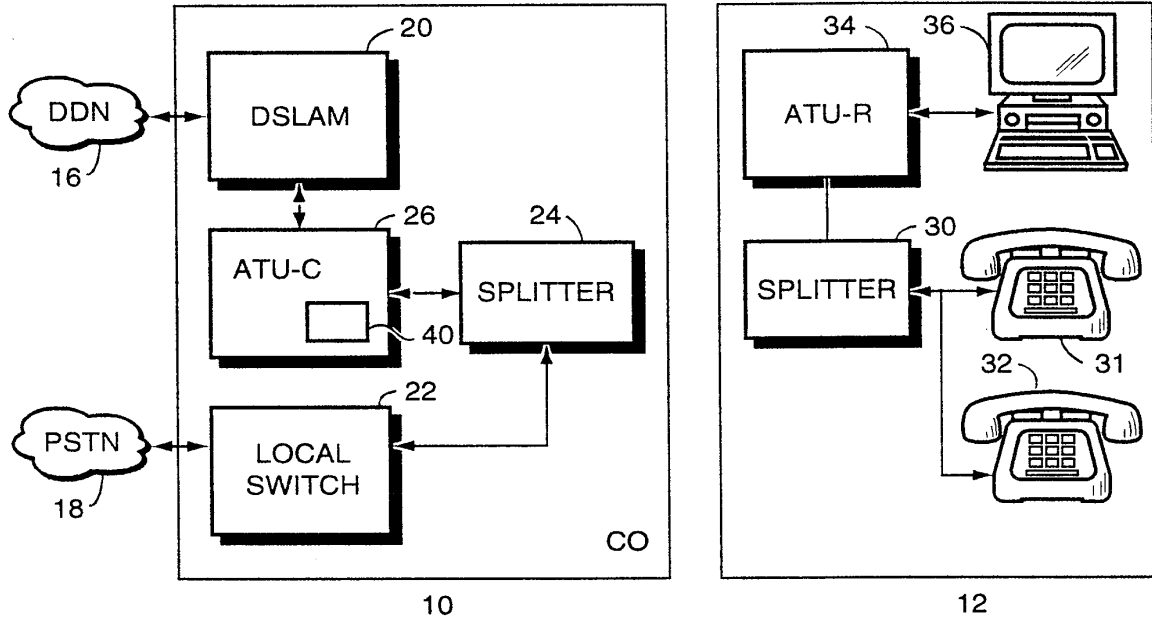 20
DDN
16
DSLAM
26
ATU-C
40
24
SPLITTER
22
PSTN
18
LOCAL
SWITCH
CO
10
34
36
ATU-R
30
SPLITTER
31
32
12